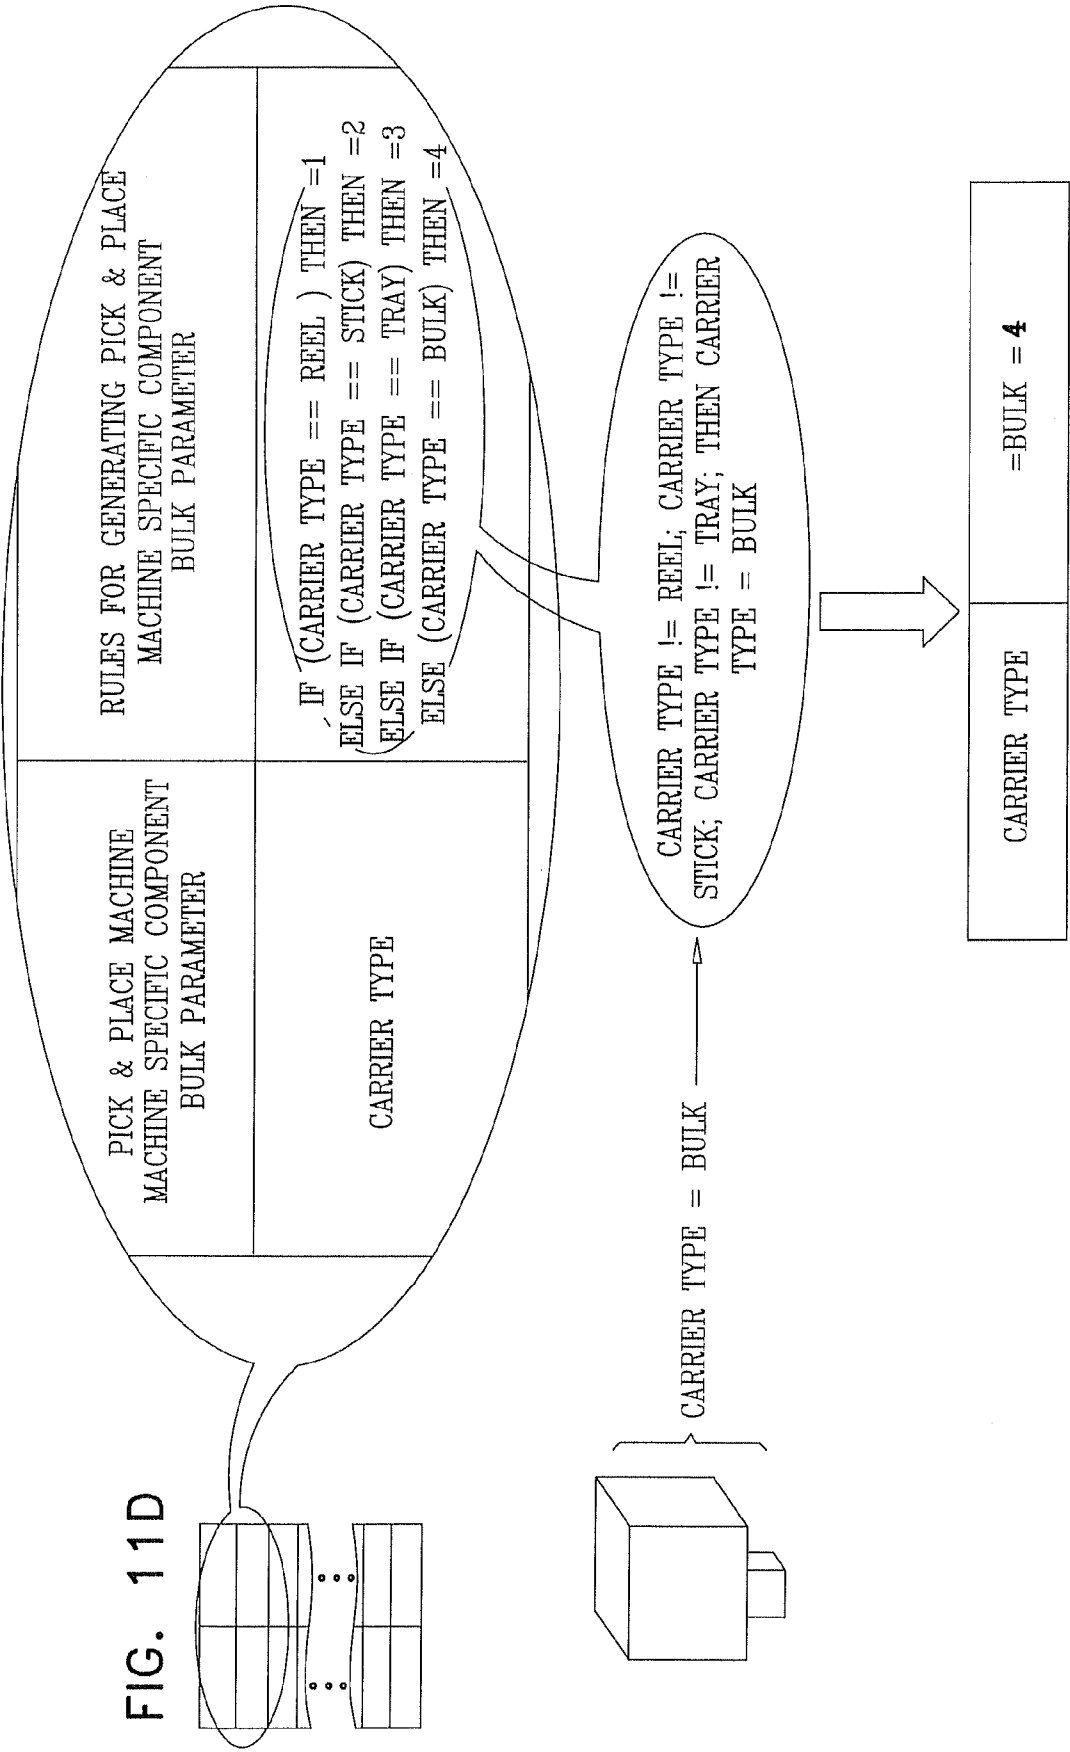 FIG. 11D
PICK & PLACE MACHINE
MACHINE SPECIFIC COMPONENT
BULK PARAMETER
RULES FOR GENERATING PICK & PLACE
MACHINE SPECIFIC COMPONENT
BULK PARAMETER
CARRIER TYPE
IF (CARRIER TYPE == REEL ) THEN =1
ELSE IF (CARRIER TYPE == STICK) THEN =2
ELSE IF (CARRIER TYPE == TRAY) THEN =3
ELSE (CARRIER TYPE == BULK) THEN =4
CARRIER TYPE = BULK
CARRIER TYPE != REEL; CARRIER TYPE !=
STICK; CARRIER TYPE != TRAY; THEN CARRIER
TYPE = BULK
CARRIER TYPE
=BULK =4